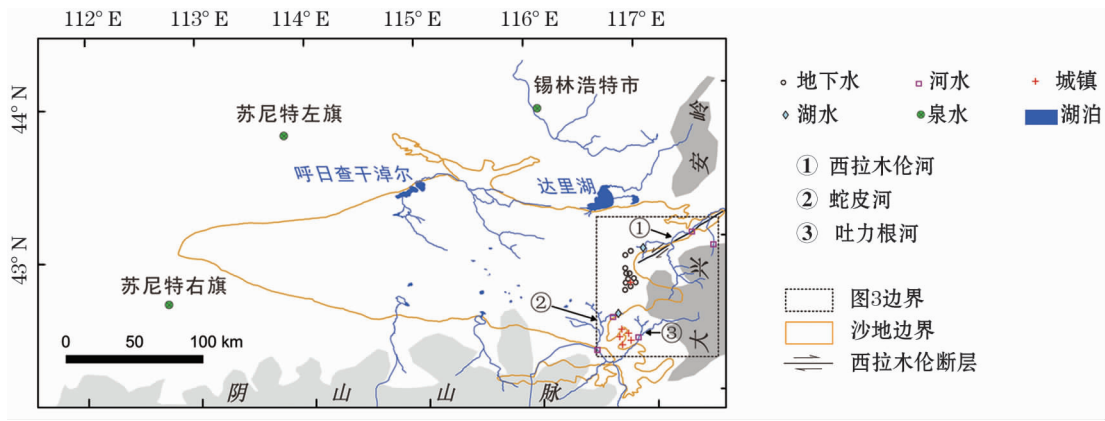 112° E 113° E 114° E 115° E 116° E 117° E
44° N
43° N
锡林浩特市
苏尼特左旗
呼日查干淖尔
达里湖
苏尼特右旗
①
②
③
0 50 100 km
阴 山 山 脉
大 兴 安 岭
地下水 河水 城镇
湖水 泉水 湖泊
① 西拉木伦河
② 蛇皮河
③ 吐力根河
图3边界
沙地边界
西拉木伦断层